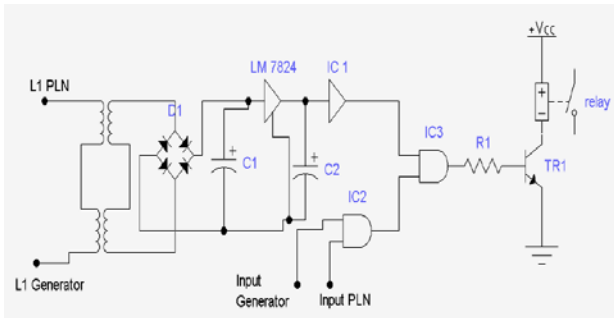 +Vcc
LM 7824
IC 1
L1 PLN
D1
relay
IC3
R1
TR1
+
C1
+
C2
IC2
+
-
L1 Generator
Input
Generator
Input PLN